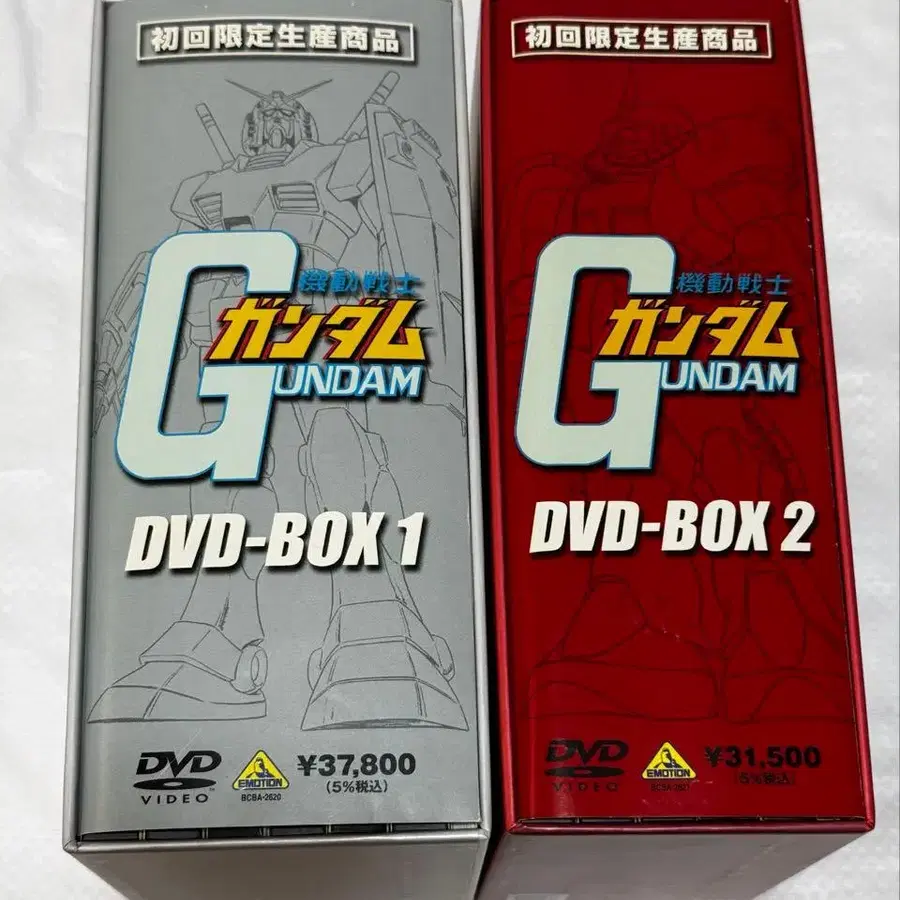 初回限定生産商品
機動戦士
ガンダム
GUNDAM
DVD-BOX 1
DVD
VIDEO
EMOTION
BCBA-2620
¥37,800
(5%税込)
初回限定生産商品
機動戦士
ガンダム
GUNDAM
DVD-BOX 2
DVD
VIDEO
EMOTION
BCBA-2621
¥31,500
(5%税込)